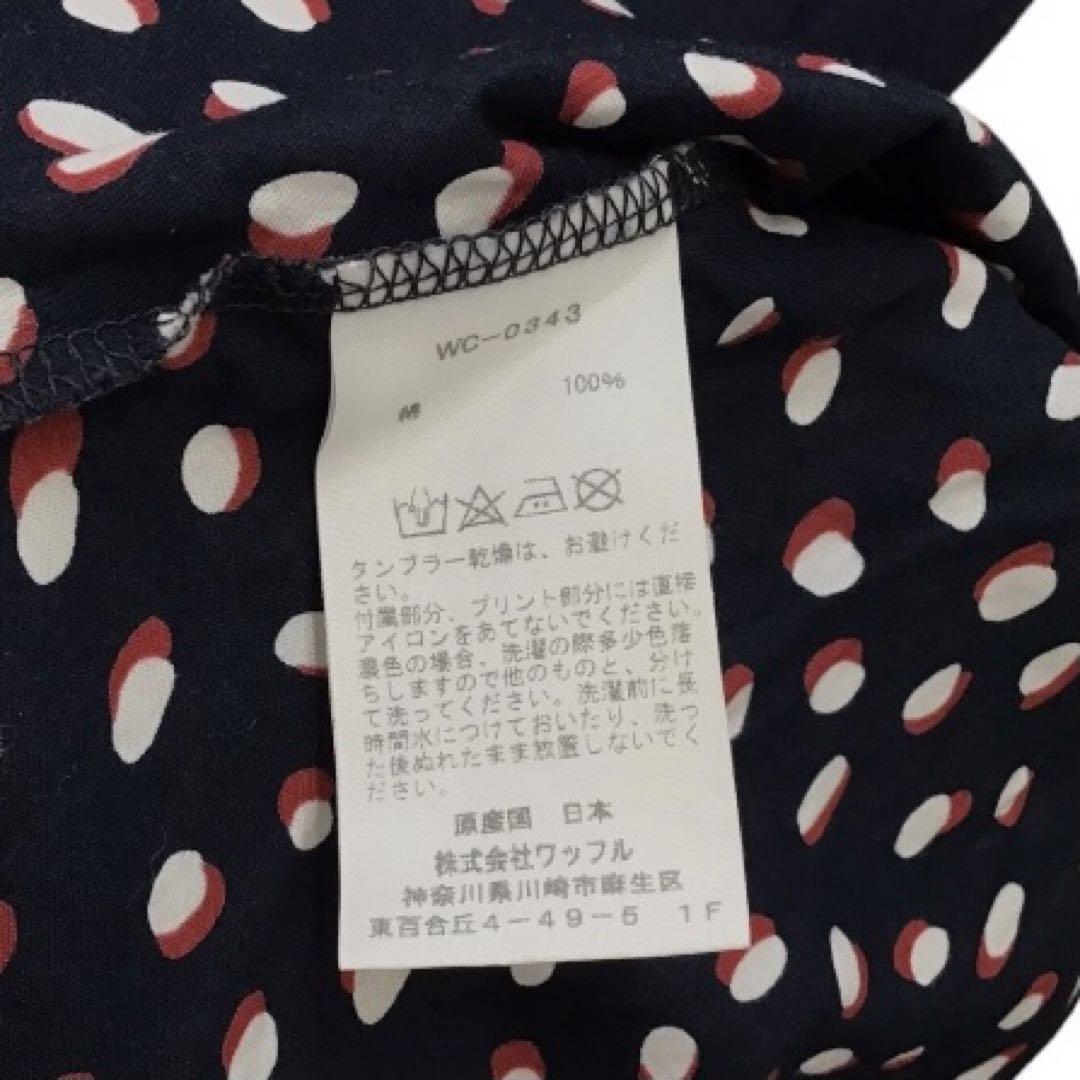 WC-0343
M 100%
タンブラー乾燥は、お避けくだ
さい。
付業部分、プリント部分には直接
アイロンをあてないでください。
裏色の場合、洗濯の際多少色落
ちしますので他のものと、分け
て洗ってください。洗濯前に長
時間水につけておいたり、洗っ
た後ぬれたまま放置しないでく
ださい。
原産国 日本
株式会社ワッフル
神奈川県川崎市麻生区
東百合丘4-49-5 1F